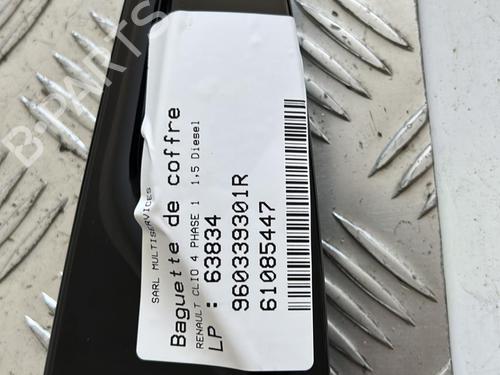 SARL MULTISERVICES
Baguette de coffre
RENAULT CLIO 4 PHASE 1 1,5 Diesel
LP : 63834
960339301R
61085447
B-PARTS